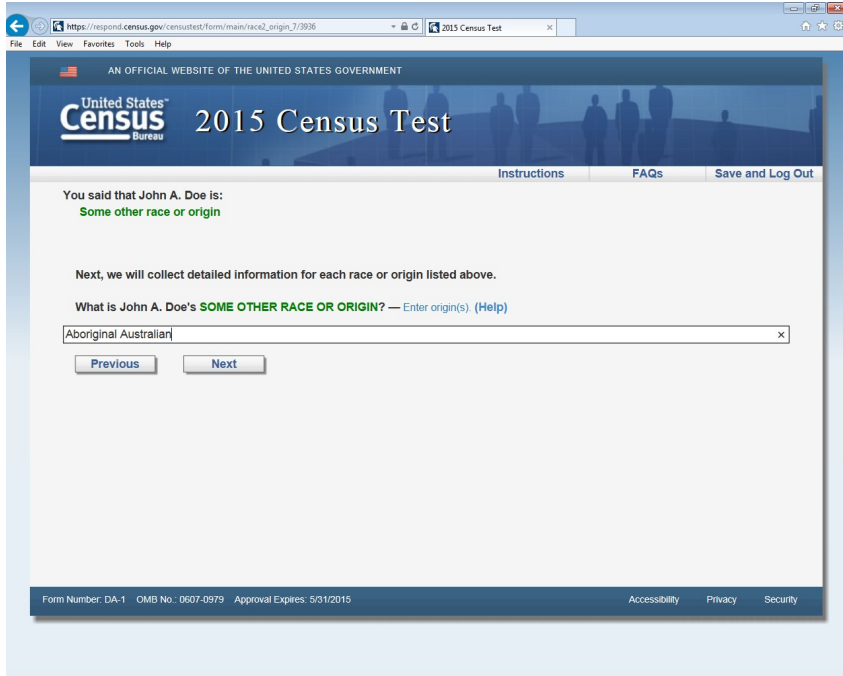 https://respond.census.gov/censustest/form/main/race2_origin_7/3936
2015 Census Test
File Edit View Favorites Tools Help
AN OFFICIAL WEBSITE OF THE UNITED STATES GOVERNMENT
United States™
Census
Bureau
2015 Census Test
Instructions FAQs Save and Log Out
You said that John A. Doe is:
Some other race or origin
Next, we will collect detailed information for each race or origin listed above.
What is John A. Doe's SOME OTHER RACE OR ORIGIN? — Enter origin(s). (Help)
Aboriginal Australian
Previous Next
Form Number: DA-1 OMB No.: 0607-0979 Approval Expires: 5/31/2015 Accessibility Privacy Security